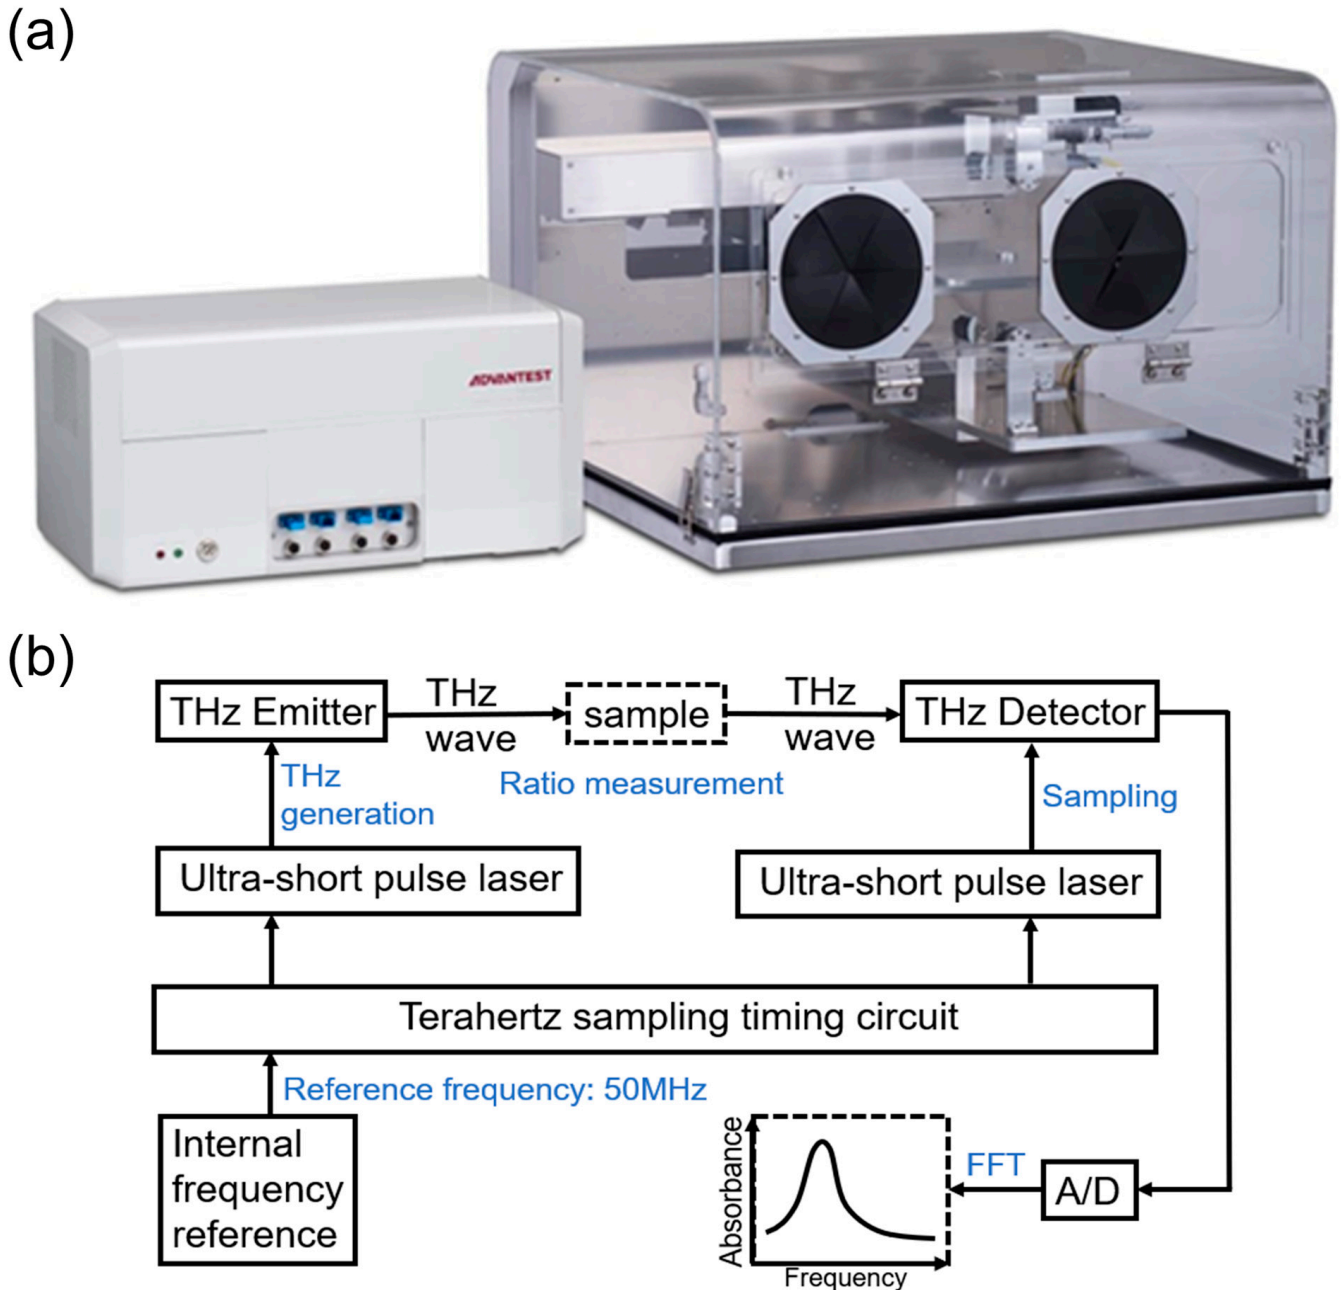 (a)
ADVANTEST
(b)
THz Emitter
THz
wave
sample
THz
wave
THz Detector
THz
generation
Ratio measurement
Sampling
Ultra-short pulse laser
Ultra-short pulse laser
Terahertz sampling timing circuit
Reference frequency: 50MHz
Internal
frequency
reference
Absorbance
Frequency
FFT
A/D